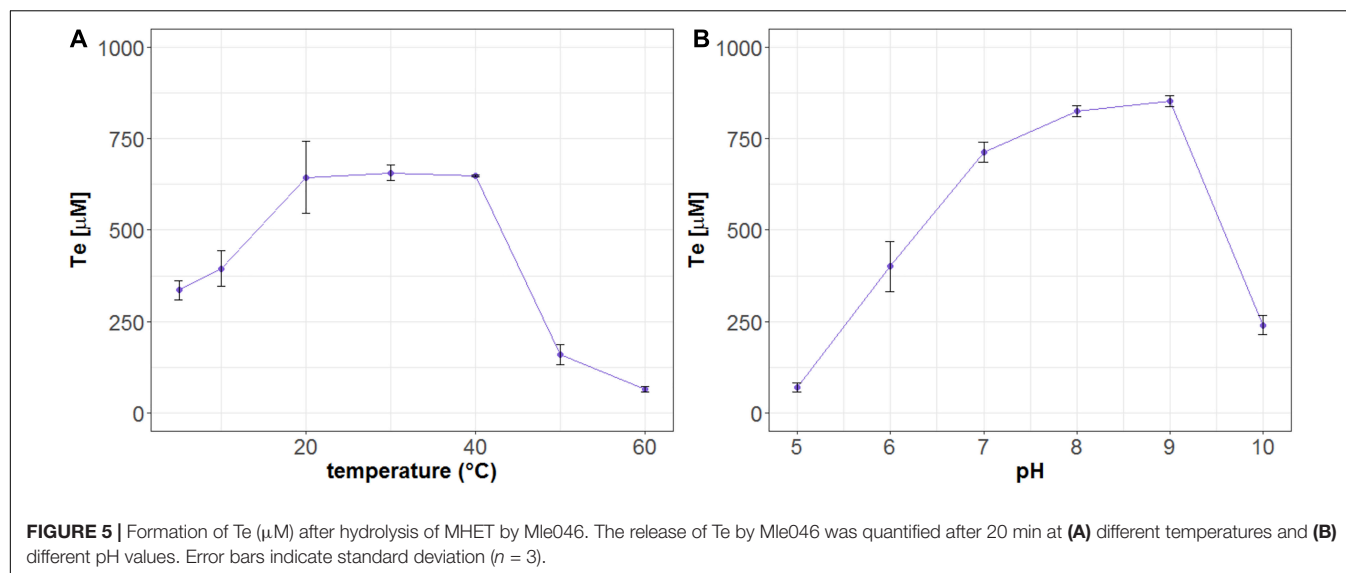 A
1000
750
500
250
0
Te [µM]
20
40
60
temperature (°C)
B
1000
750
500
250
0
Te [µM]
5
6
7
8
9
10
pH
FIGURE 5 | Formation of Te (µM) after hydrolysis of MHET by Mle046. The release of Te by Mle046 was quantified after 20 min at (A) different temperatures and (B)
different pH values. Error bars indicate standard deviation (n = 3).